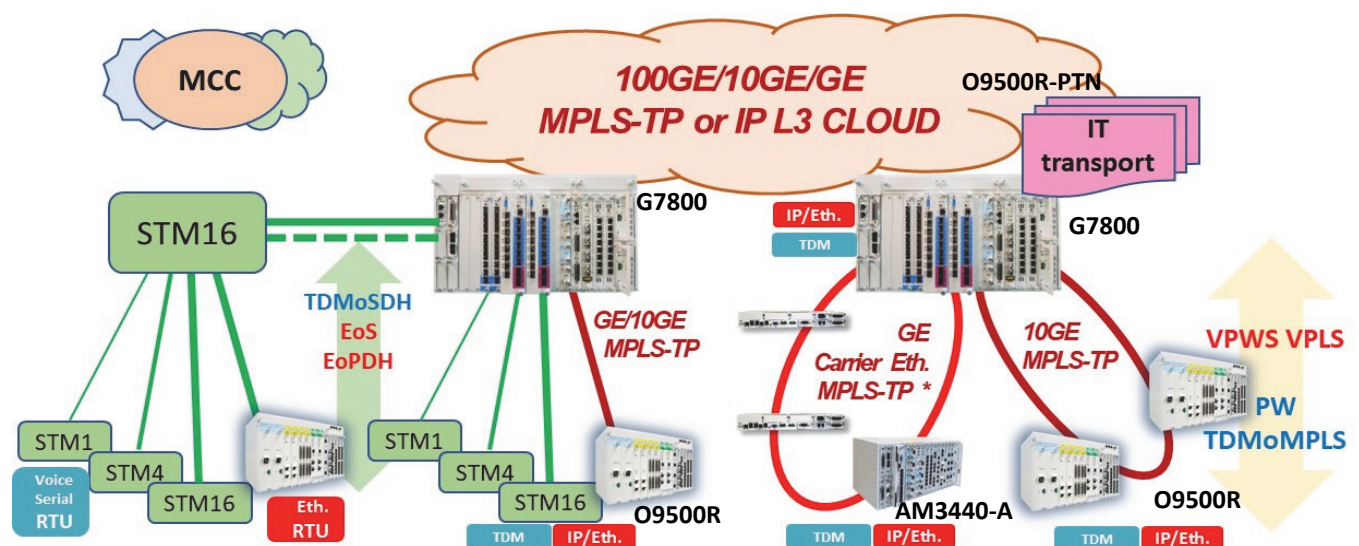 MCC
100GE/10GE/GE
MPLS-TP or IP L3 CLOUD
O9500R-PTN
IT
transport
G7800
G7800
IP/Eth.
TDM
STM16
TDMoSDH
EoS
EoPDH
GE/10GE
MPLS-TP
GE
Carrier Eth.
MPLS-TP *
10GE
MPLS-TP
VPWS VPLS
PW
TDMoMPLS
STM1
STM4
STM16
Voice
Serial
RTU
Eth.
RTU
STM1
STM4
STM16
O9500R
TDM
IP/Eth.
AM3440-A
TDM
IP/Eth.
O9500R
TDM
IP/Eth.